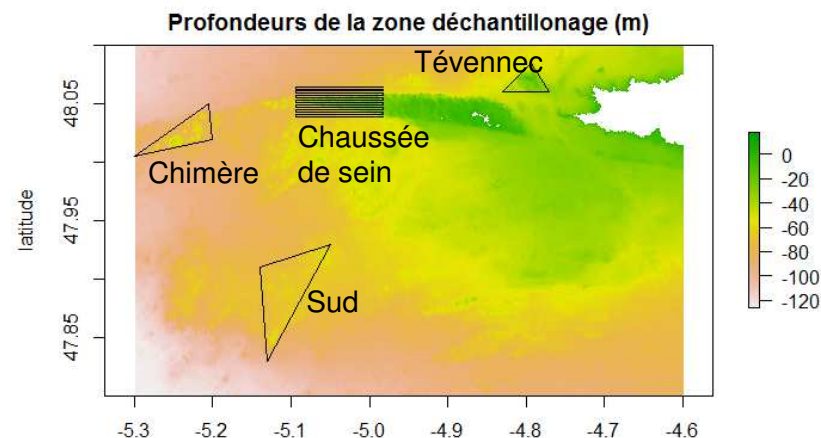 Profondeurs de la zone déchantillonage (m)
Tévennec
Chaussée
de sein
Chimère
Sud
latitude
48.05
47.95
47.85
-5.3 -5.2 -5.1 -5.0 -4.9 -4.8 -4.7 -4.6
0
-20
-40
-60
-80
-100
-120